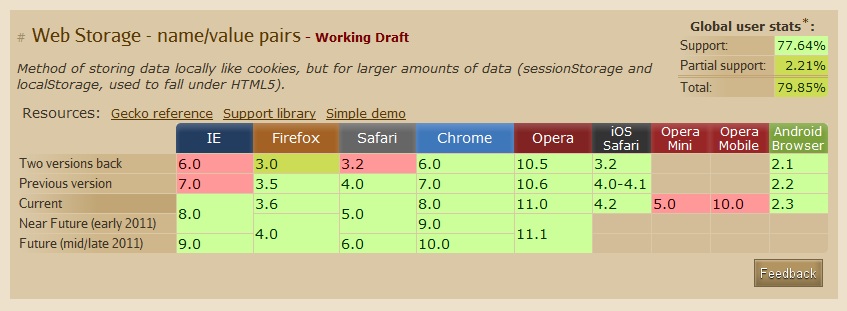 # Web Storage - name/value pairs - Working Draft
Global user stats*:
Support: 77.64%
Partial support: 2.21%
Total: 79.85%
Method of storing data locally like cookies, but for larger amounts of data (sessionStorage and
localStorage, used to fall under HTML5).
Resources: Gecko reference Support library Simple demo
IE Firefox Safari Chrome Opera iOS Safari Opera Mini Opera Mobile Android Browser
Two versions back 6.0 3.0 3.2 6.0 10.5 3.2 2.1
Previous version 7.0 3.5 4.0 7.0 10.6 4.0-4.1 2.2
Current 8.0 3.6 5.0 8.0 11.0 4.2 5.0 10.0 2.3
Near Future (early 2011) 4.0 9.0 11.1
Future (mid/late 2011) 9.0 6.0 10.0
Feedback